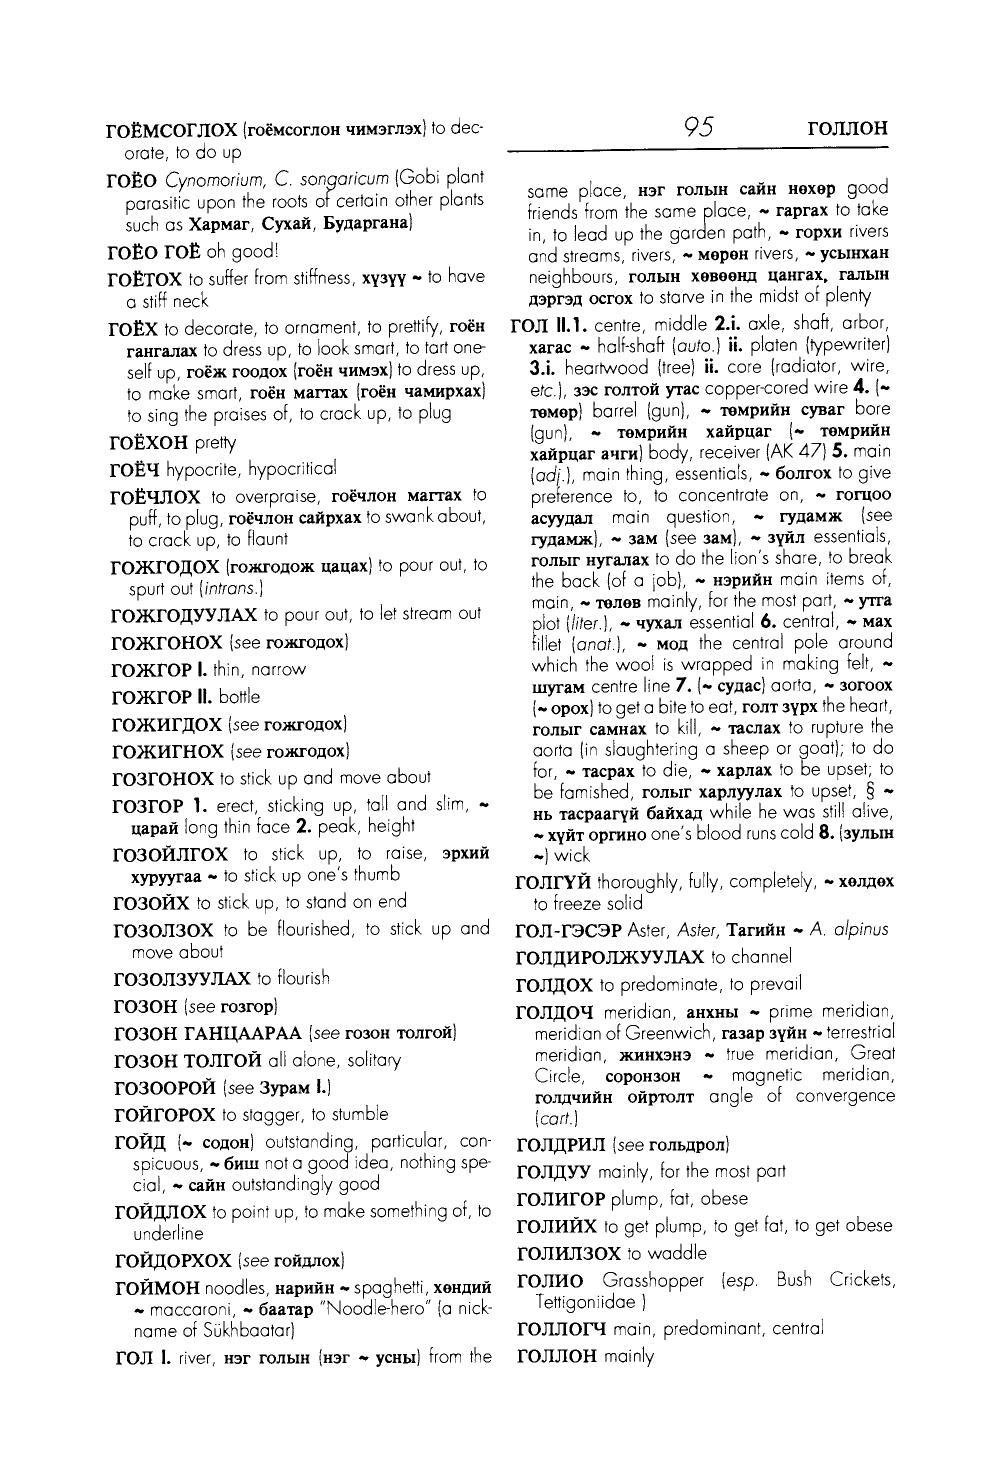 ГОЁМСОГЛОХ (гоёмсоглон чимэглэх) to dec-
orate, to do up
ГОЁО Cynomorium, C. songaricum (Gobi plant
parasitic upon the roots of certain other plants
such as Хармаг, Сухай, Бударгана)
ГОЁО ГОЁ oh good!
ГОЁТОХ to suffer from stiffness, хүзүү ~ to have
a stiff neck
ГОЁХ to decorate, to ornament, to prettify, гоён
гангалах to dress up, to look smart, to tart one-
self up, гоёж гоодох (гоён чимэх) to dress up,
to make smart, гоён магтах (гоён чамирхах)
to sing the praises of, to crack up, to plug
ГОЁХОН pretty
ГОЁЧ hypocrite, hypocritical
ГОЁЧЛОХ to overpraise, гоёчлон магтах to
puff, to plug, гоёчлон сайрхах to swank about,
to crack up, to flaunt
ГОЖГОДОХ (гожгодож цацах) to pour out, to
spurt out (intrans.)
ГОЖГОДУУЛАХ to pour out, to let stream out
ГОЖГОНОХ (see гожгодох)
ГОЖГОР I. thin, narrow
ГОЖГОР II. bottle
ГОЖИГДОХ (see гожгодох)
ГОЖИГНОХ (see гожгодох)
ГОЗГОНОХ to stick up and move about
ГОЗГОР 1. erect, sticking up, tall and slim, ~
царай long thin face 2. peak, height
ГОЗОЙЛГОХ to stick up, to raise, эрхий
хуруугаа ~ to stick up one's thumb
ГОЗОЙХ to stick up, to stand on end
ГОЗОЛЗОХ to be flourished, to stick up and
move about
ГОЗОЛЗУУЛАХ to flourish
ГОЗОН (see гозгор)
ГОЗОН ГАНЦААРАА (see гозон толгой)
ГОЗОН ТОЛГОЙ all alone, solitary
ГОЗООРОЙ (see Зурам I.)
ГОЙГОРОХ to stagger, to stumble
ГОЙД (~ содон) outstanding, particular, con-
spicuous, ~ биш not a good idea, nothing spe-
cial, ~ сайн outstandingly good
ГОЙДЛОХ to point up, to make something of, to
underline
ГОЙДОРХОХ (see гойдлох)
ГОЙМОН noodles, нарийн ~ spaghetti, хөндий
~ maccaroni, ~ баатар "Noodle-hero" (a nick-
name of Sükhbaatar)
ГОЛ I. river, нэг голын (нэг ~ усны) from the
95 ГОЛЛОН
same place, нэг голын сайн нөхөр good
friends from the same place, ~ гаргах to take
in, to lead up the garden path, ~ горхи rivers
and streams, rivers, ~ мөрөн rivers, ~ усынхан
neighbours, голын хөвөөнд цангах, галын
дэргэд осгох to starve in the midst of plenty
ГОЛ II.1. centre, middle 2.i. axle, shaft, arbor,
хагас ~ half-shaft (auto.) ii. platen (typewriter)
3.i. heartwood (tree) ii. core (radiator, wire,
etc.), зэс голтой утас copper-cored wire 4. (~
төмөр) barrel (gun), ~ төмрийн суваг bore
(gun), ~ төмрийн хайрцаг (~ төмрийн
хайрцаг ачги) body, receiver (AK 47) 5. main
(adj.), main thing, essentials, ~ болгох to give
preference to, to concentrate on, ~ гогцоо
асуудал main question, ~ гудамж (see
гудамж), ~ зам (see зам), ~ зүйл essentials,
голыг нугалах to do the lion's share, to break
the back (of a job), ~ нэрийн main items of,
main, ~ төлөв mainly, for the most part, ~ утга
plot (liter.), ~ чухал essential 6. central, ~ мах
fillet (anat.), ~ мод the central pole around
which the wool is wrapped in making felt, ~
шугам centre line 7. (~ судас) aorta, ~ зогоох
(~ орох) to get a bite to eat, голт зүрх the heart,
голыг самнах to kill, ~ таслах to rupture the
aorta (in slaughtering a sheep or goat); to do
for, ~ тасрах to die, ~ харлах to be upset; to
be famished, голыг харлуулах to upset, § ~
нь тасраагүй байхад while he was still alive,
~ хүйт оргино one's blood runs cold 8. (зулын
~) wick
ГОЛГҮЙ thoroughly, fully, completely, ~ хөлдөх
to freeze solid
ГОЛ-ГЭСЭР Aster, Aster, Тагийн ~ A. alpinus
ГОЛДИРОЛЖУУЛАХ to channel
ГОЛДОХ to predominate, to prevail
ГОЛДОЧ meridian, анхны ~ prime meridian,
meridian of Greenwich, газар зүйн ~ terrestrial
meridian, жинхэнэ ~ true meridian, Great
Circle, соронзон ~ magnetic meridian,
голдчийн ойртолт angle of convergence
(cart.)
ГОЛДРИЛ (see гольдрол)
ГОЛДУУ mainly, for the most part
ГОЛИГОР plump, fat, obese
ГОЛИЙХ to get plump, to get fat, to get obese
ГОЛИЛЗОХ to waddle
ГОЛИО Grasshopper (esp. Bush Crickets,
Tettigoniidae )
ГОЛЛОГЧ main, predominant, central
ГОЛЛОН mainly